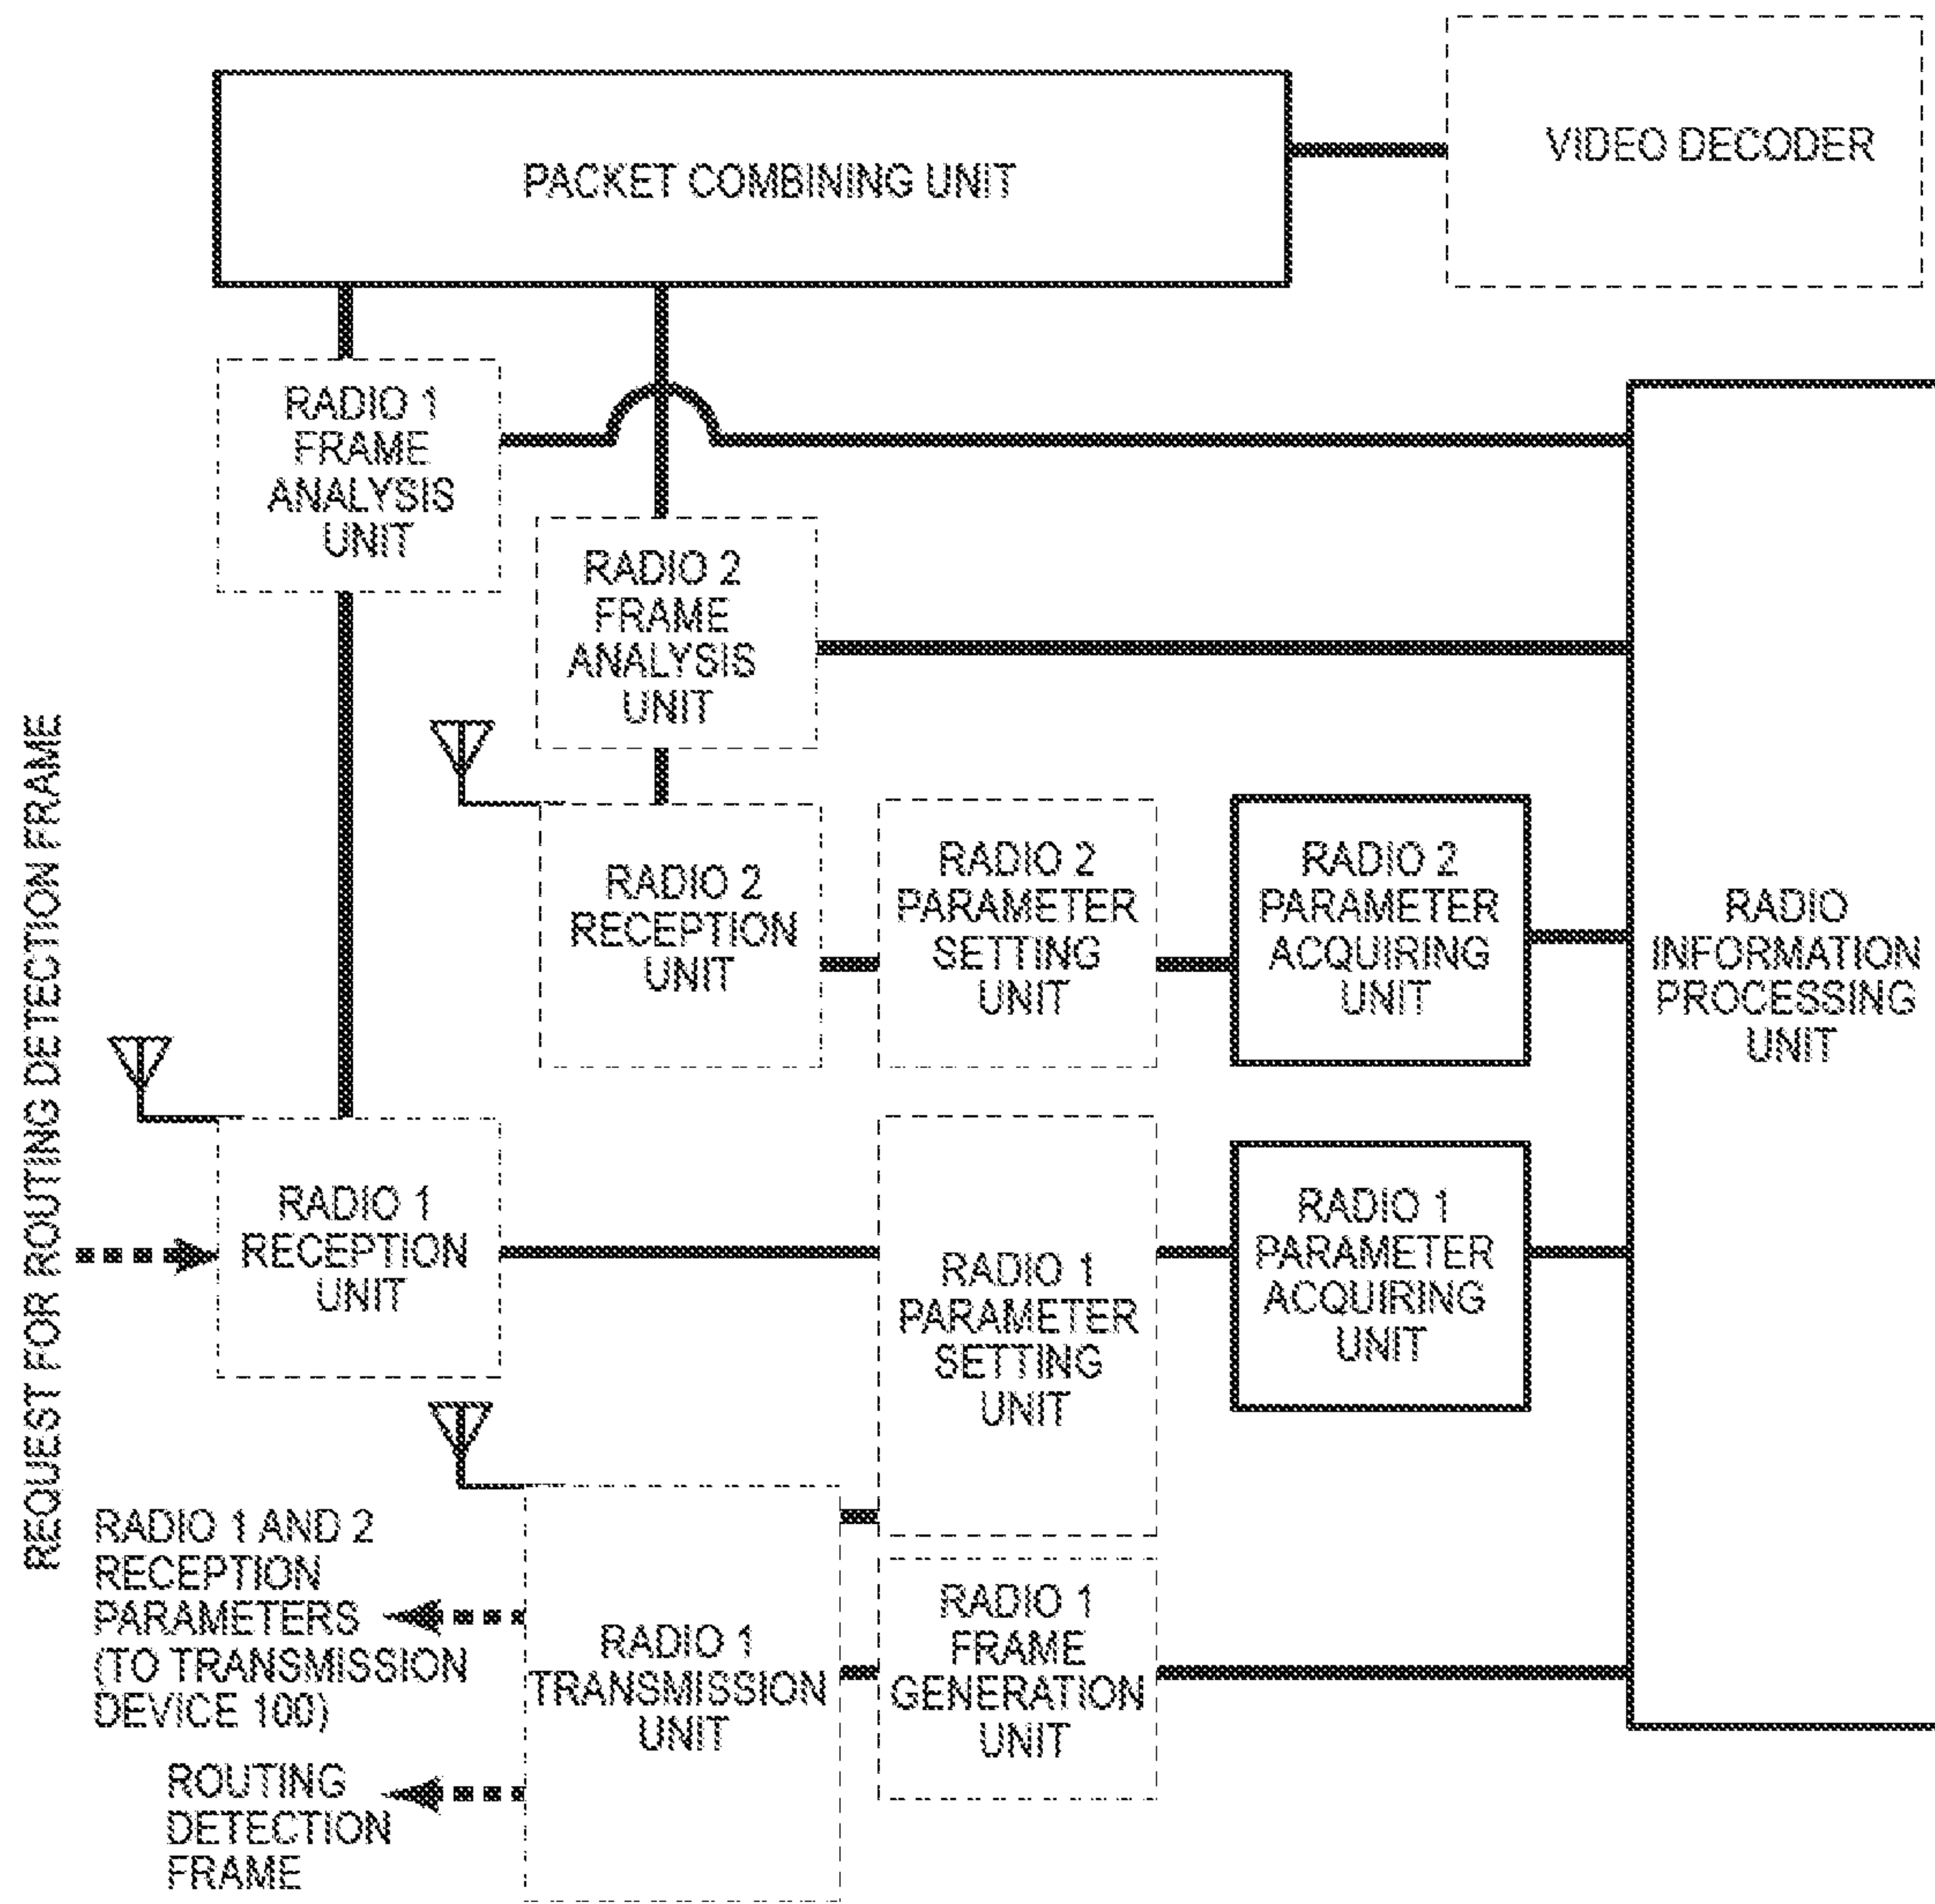 VIDEO DECODER
PACKET COMBINING UNIT
RADIO 1
FRAME
ANALYSIS
UNIT
RADIO 2
FRAME
ANALYSIS
UNIT
REQUEST FOR ROUTING DETECTION FRAME
RADIO 2
RECEPTION
UNIT
RADIO 2
PARAMETER
SETTING
UNIT
RADIO 2
PARAMETER
ACQUIRING
UNIT
RADIO
INFORMATION
PROCESSING
UNIT
RADIO 1
RECEPTION
UNIT
RADIO 1
PARAMETER
SETTING
UNIT
RADIO 1
PARAMETER
ACQUIRING
UNIT
RADIO 1 AND 2
RECEPTION
PARAMETERS
(TO TRANSMISSION
DEVICE 100)
RADIO 1
TRANSMISSION
UNIT
RADIO 1
FRAME
GENERATION
UNIT
ROUTING
DETECTION
FRAME